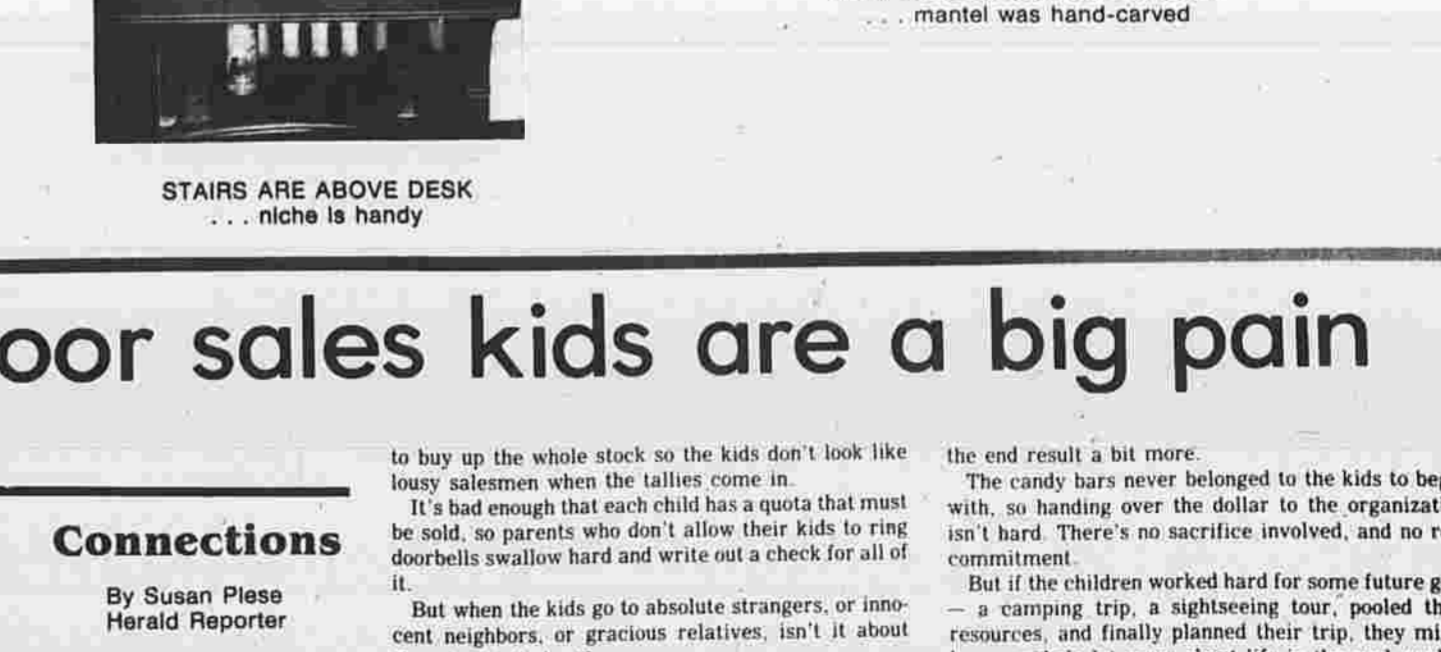 . . . mantel was hand-carved
STAIRS ARE ABOVE DESK
. . . niche is handy
oor sales kids are a big pain
Connections
By Susan Plese
Herald Reporter
to buy up the whole stock so the kids don't look like
lousy salesmen when the tallies come in.
It's bad enough that each child has a quota that must
be sold, so parents who don't allow their kids to ring
doorbells swallow hard and write out a check for all of
it.
But when the kids go to absolute strangers, or inno-
cent neighbors, or gracious relatives, isn't it about
the end result a bit more.
The candy bars never belonged to the kids to beg
with, so handing over the dollar to the organizat
isn't hard. There's no sacrifice involved, and no r
commitment.
But if the children worked hard for some future g
— a camping trip, a sightseeing tour, pooled th
resources, and finally planned their trip, they mi